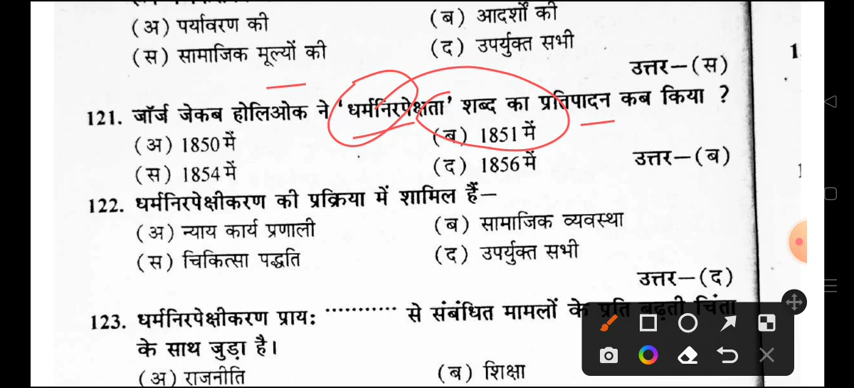 (अ) पर्यावरण की (ब) आदर्शों की
(स) सामाजिक मूल्यों की (द) उपर्युक्त सभी
उत्तर–(स)
121. जॉर्ज जेकब होलिओक ने 'धर्मनिरपेक्षता' शब्द का प्रतिपादन कब किया ?
(अ) 1850 में (ब) 1851 में
(स) 1854 में (द) 1856 में उत्तर–(ब)
122. धर्मनिरपेक्षीकरण की प्रक्रिया में शामिल हैं–
(अ) न्याय कार्य प्रणाली (ब) सामाजिक व्यवस्था
(स) चिकित्सा पद्धति (द) उपर्युक्त सभी
उत्तर–(द)
123. धर्मनिरपेक्षीकरण प्राय: ............ से संबंधित मामलों के प्रति बढ़ती चिंता
के साथ जुड़ा है।
(अ) राजनीति (ब) शिक्षा